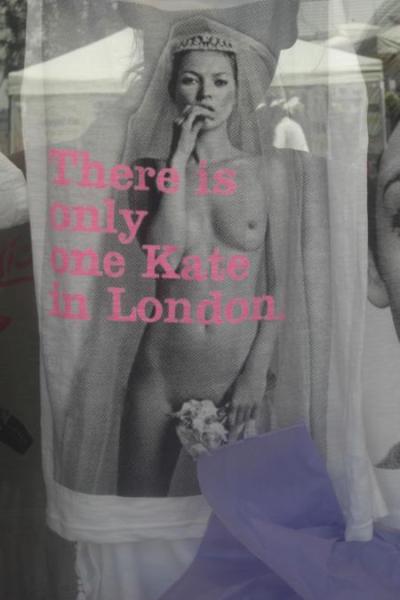 There is
only
one Kate
in London.